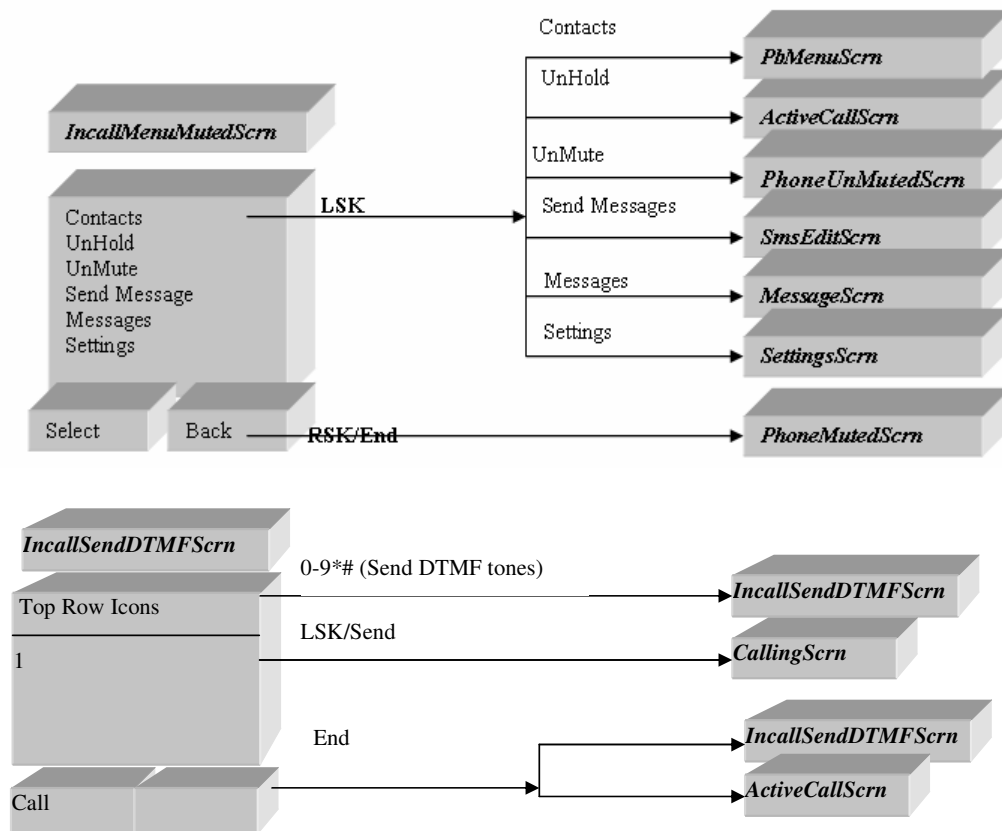 Contacts
PbMenuScrn
UnHold
IncallMenuMutedScrn
ActiveCallScrn
UnMute
PhoneUnMutedScrn
Contacts
UnHold
UnMute
Send Message
Messages
Settings
LSK
Send Messages
SmsEditScrn
Messages
MessageScrn
Settings
SettingsScrn
Select
Back
RSK/End
PhoneMutedScrn
IncallSendDTMFScrn
0-9*# (Send DTMF tones)
IncallSendDTMFScrn
Top Row Icons
LSK/Send
CallingScrn
1
End
IncallSendDTMFScrn
ActiveCallScrn
Call